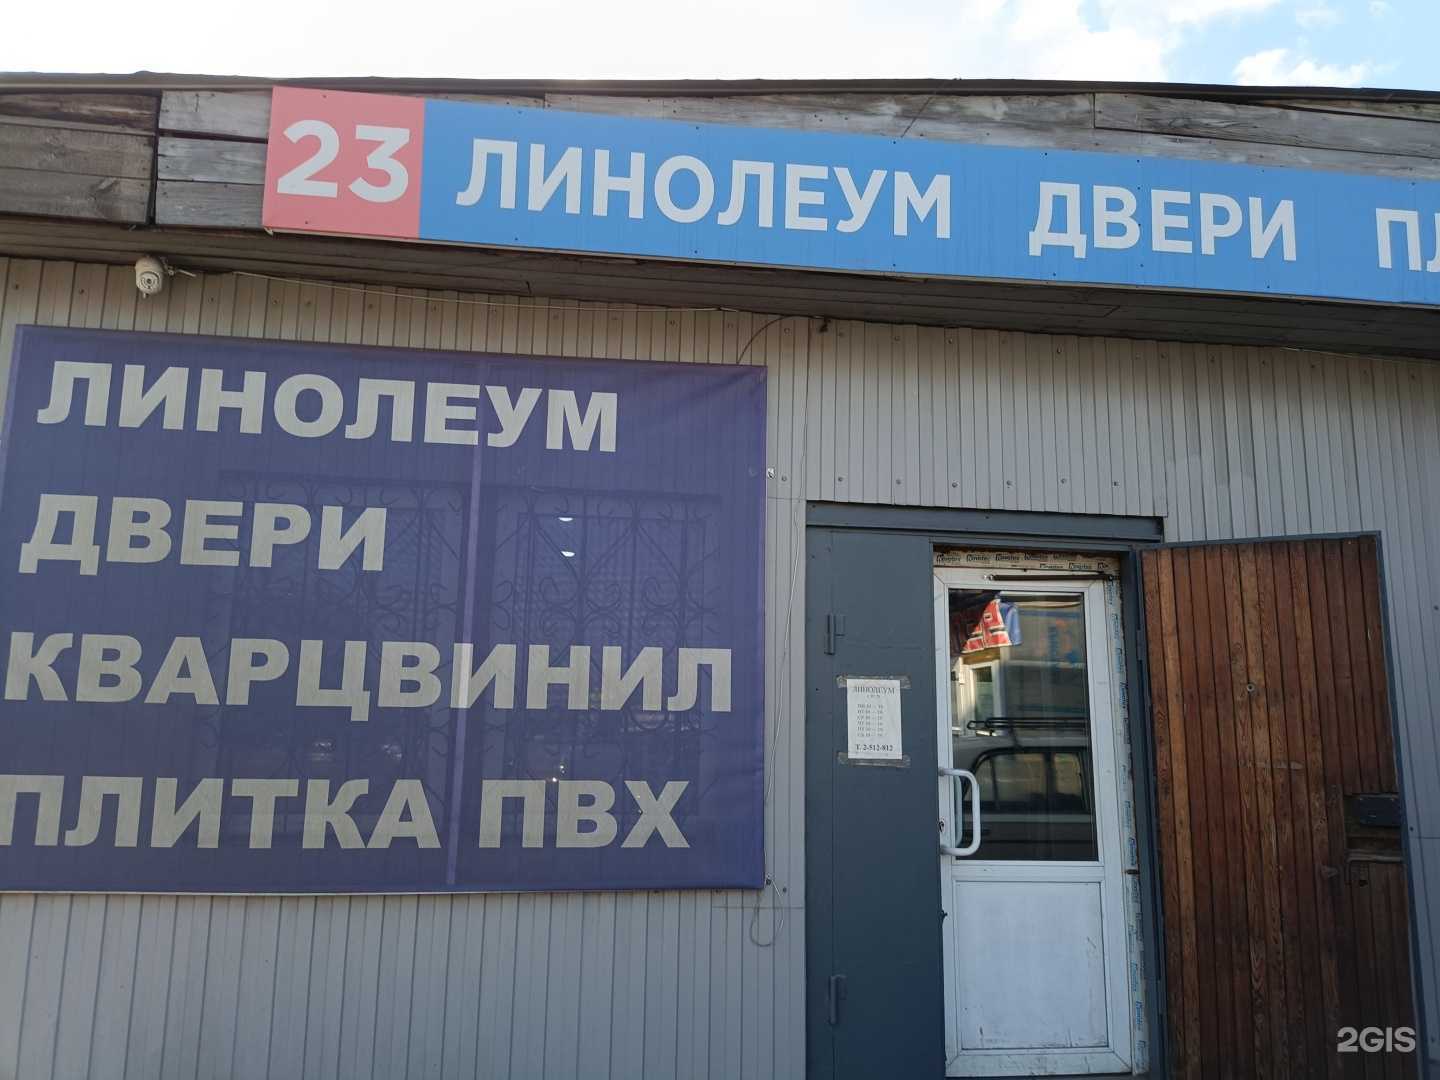 23 ЛИНОЛЕУМ ДВЕРИ ПЛ
ЛИНОЛЕУМ
ДВЕРИ
КВАРЦВИНИЛ
ПЛИТКА ПВХ
ЛИНОЛЕУМ
Т. 2-512-812
2GIS